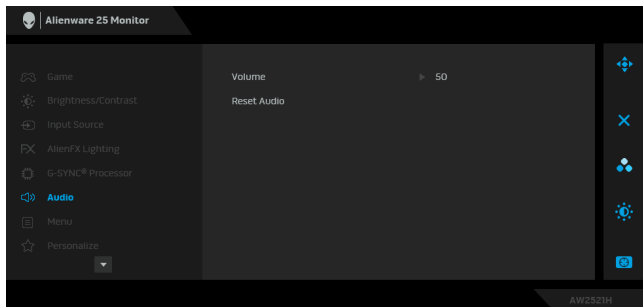 Alienware 25 Monitor
Game
Volume 50
Brightness/Contrast
Reset Audio
Input Source
FX AlienFX Lighting
G-SYNC® Processor
Audio
Menu
Personalize
AW2521H